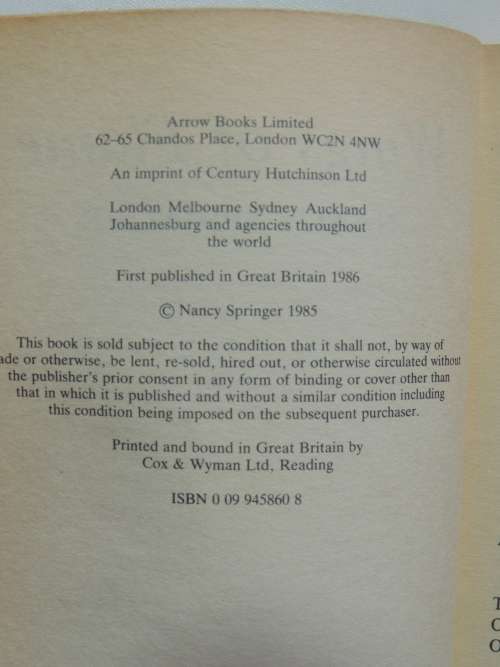 Arrow Books Limited
62–65 Chandos Place, London WC2N 4NW
An imprint of Century Hutchinson Ltd
London Melbourne Sydney Auckland
Johannesburg and agencies throughout
the world
First published in Great Britain 1986
© Nancy Springer 1985
This book is sold subject to the condition that it shall not, by way of
ade or otherwise, be lent, re-sold, hired out, or otherwise circulated without
the publisher's prior consent in any form of binding or cover other than
that in which it is published and without a similar condition including
this condition being imposed on the subsequent purchaser.
Printed and bound in Great Britain by
Cox & Wyman Ltd, Reading
ISBN 0 09 945860 8